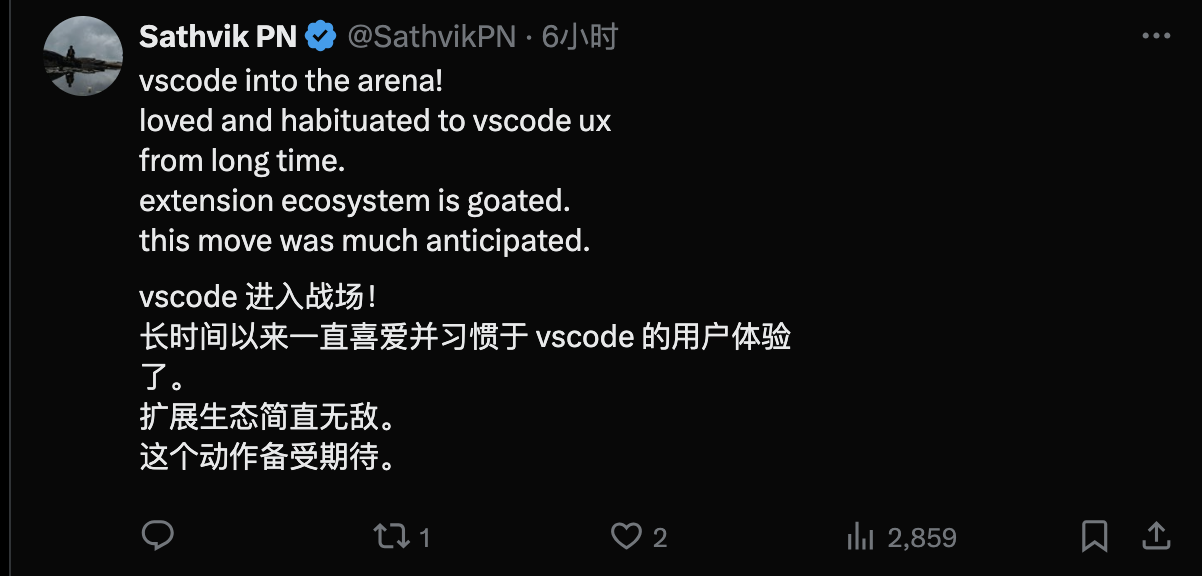 Sathvik PN @SathvikPN · 6小时
vscode into the arena!
loved and habituated to vscode ux
from long time.
extension ecosystem is goated.
this move was much anticipated.
vscode 进入战场！
长时间以来一直喜爱并习惯于 vscode 的用户体验
了。
扩展生态简直无敌。
这个动作备受期待。
1 2 2,859